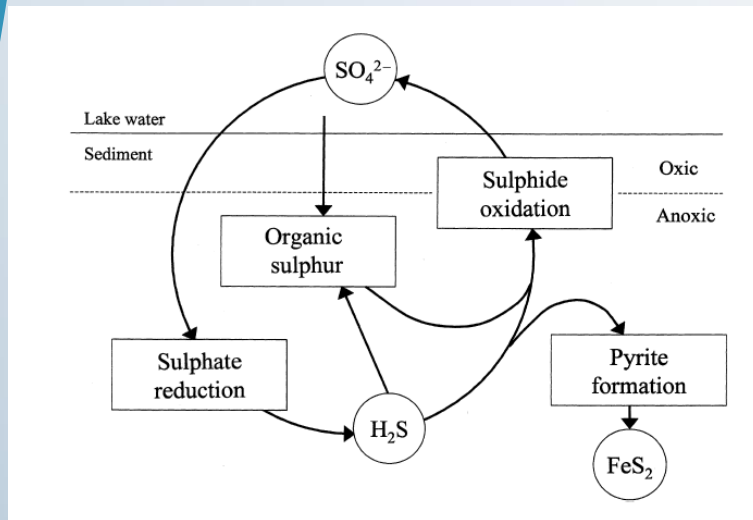 SO₄²⁻
Lake water
Sediment
Oxic
Sulphide
oxidation
Anoxic
Organic
sulphur
Sulphate
reduction
Pyrite
formation
H₂S
FeS₂